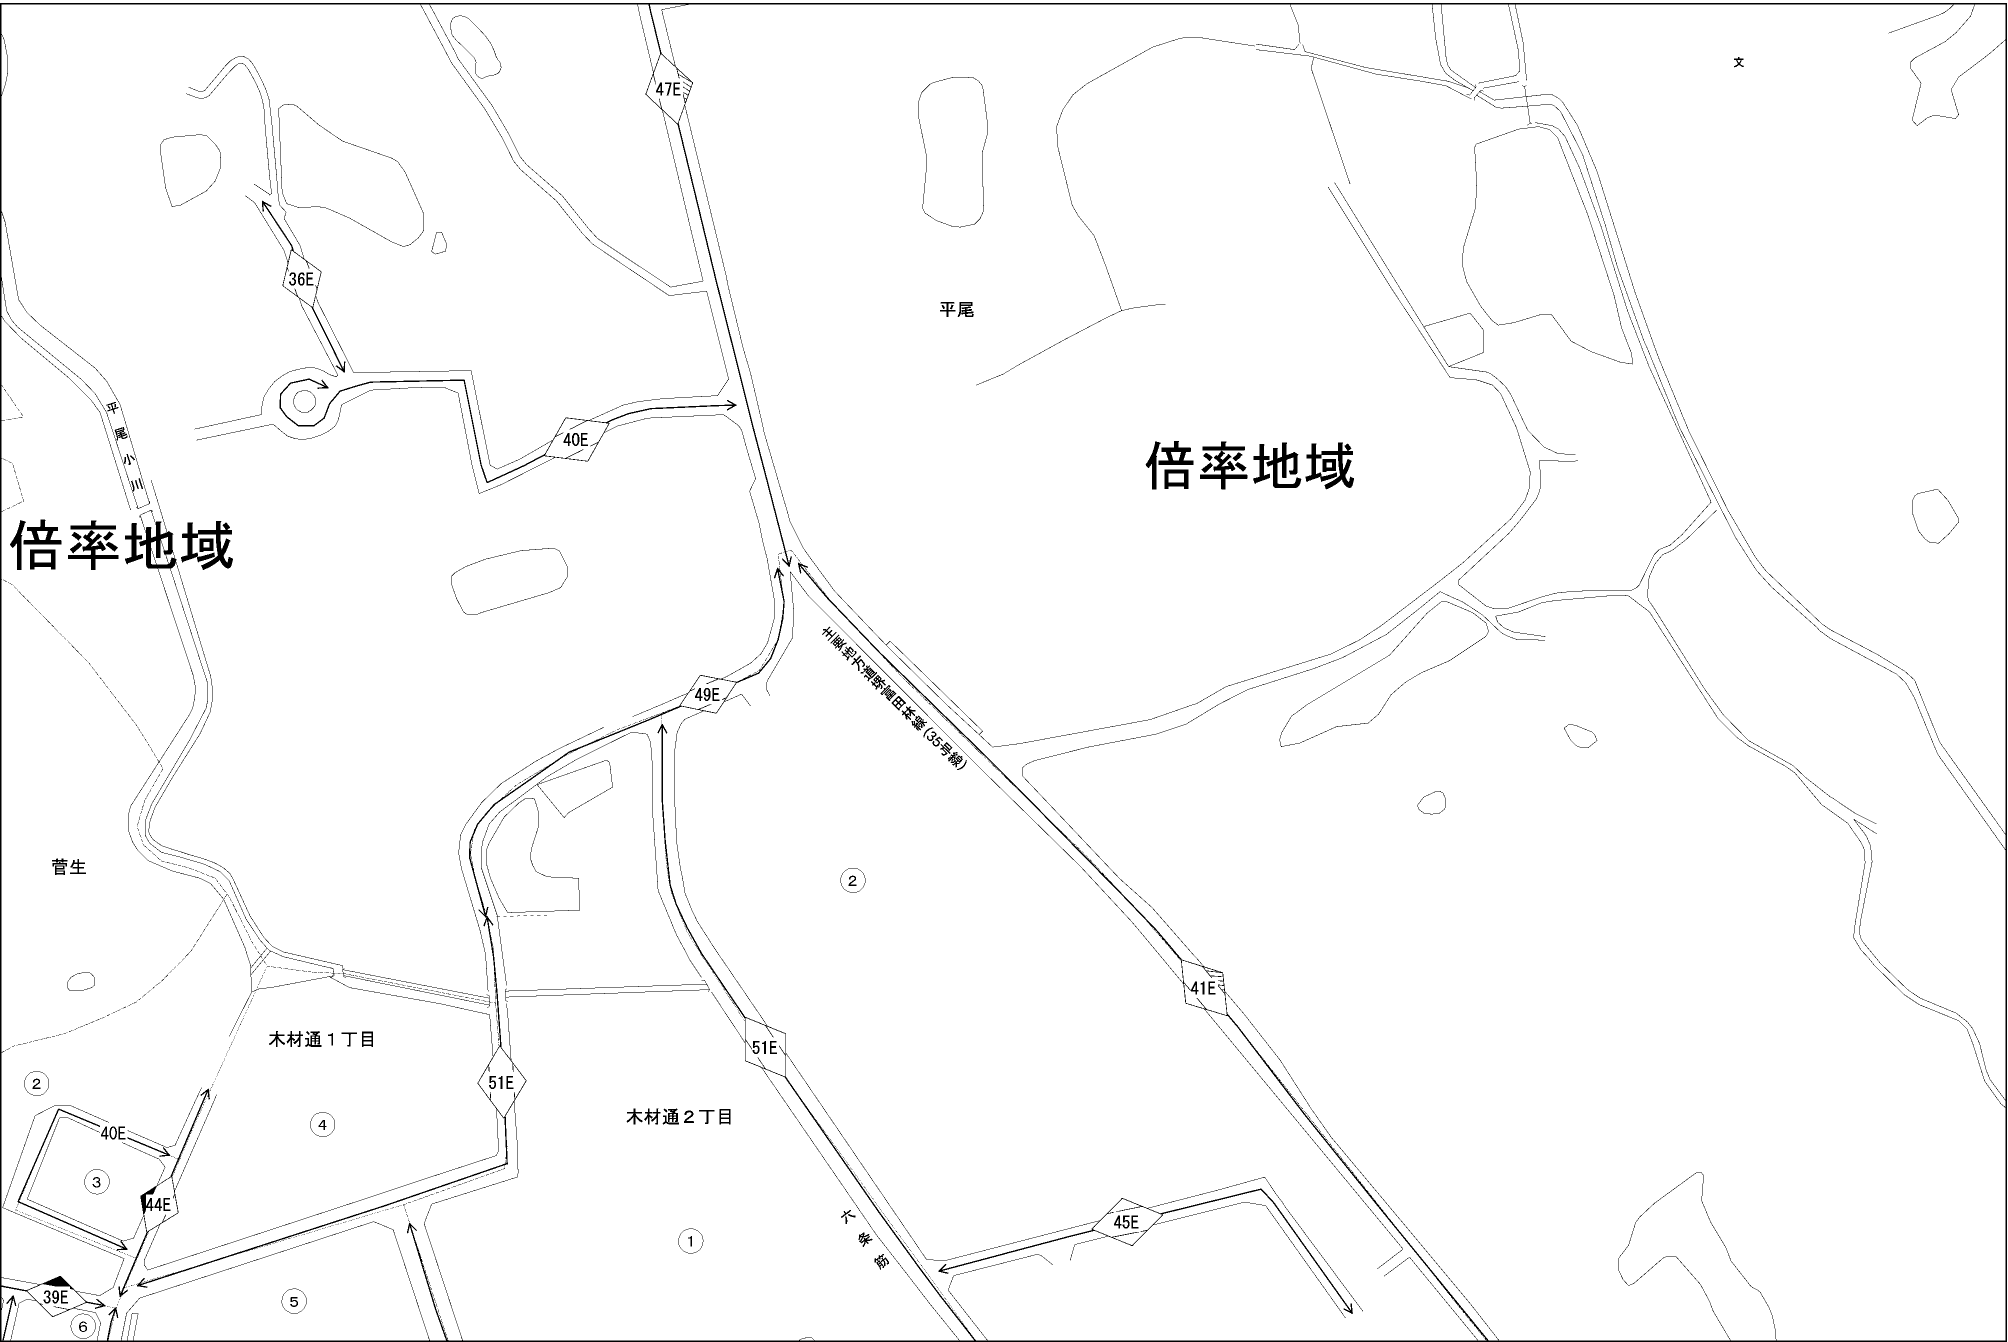 文
47E
36E
平尾
平尾小川
40E
倍率地域
倍率地域
主要地方道堺富田林線(35号線)
49E
菅生
②
41E
木材通1丁目
51E
51E
②
木材通2丁目
④
40E
③
44E
45E
①
六条筋
39E
⑤
⑥